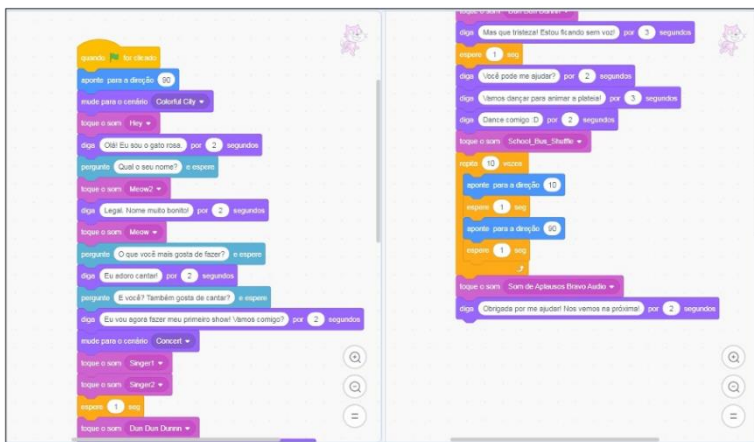 quando for clicado
aponte para a direção 90
mude para o cenário Colorful City
toque o som Hey
diga Olá! Eu sou o gato rosa. por 2 segundos
pergunte Qual o seu nome? e espere
toque o som Meow2
diga Legal. Nome muito bonito! por 2 segundos
toque o som Meow
pergunte O que você mais gosta de fazer? e espere
diga Eu adoro cantar! por 2 segundos
pergunte E você? Também gosta de cantar? e espere
diga Eu vou agora fazer meu primeiro show! Vamos comigo? por 2 segundos
mude para o cenário Concert
toque o som Singer1
toque o som Singer2
espere 1 seg
toque o som Dun Dun Dunnn
toque o som Dun Dun Dunnn
diga Mas que tristeza! Estou ficando sem voz! por 3 segundos
espere 1 seg
diga Você pode me ajudar? por 2 segundos
diga Vamos dançar para animar a plateia! por 3 segundos
diga Dance comigo :D por 2 segundos
toque o som School_Bus_Shuffle
repita 10 vezes
aponte para a direção 10
espere 1 seg
aponte para a direção 90
espere 1 seg
toque o som Som de Aplausos Bravo Audio
diga Obrigada por me ajudar! Nos vemos na próxima! por 2 segundos